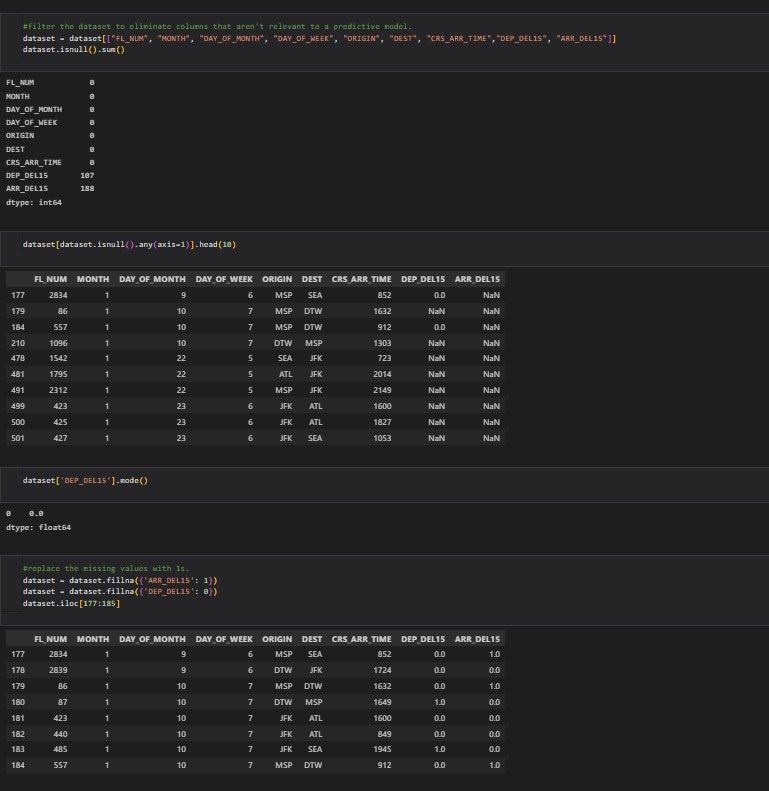 #filter the dataset to eliminate columns that aren't relevant to a predictive model.
dataset = dataset[["FL_NUM", "MONTH", "DAY_OF_MONTH", "DAY_OF_WEEK", "ORIGIN", "DEST", "CRS_ARR_TIME","DEP_DEL15", "ARR_DEL15"]]
dataset.isnull().sum()
FL_NUM 0
MONTH 0
DAY_OF_MONTH 0
DAY_OF_WEEK 0
ORIGIN 0
DEST 0
CRS_ARR_TIME 0
DEP_DEL15 107
ARR_DEL15 188
dtype: int64
dataset[dataset.isnull().any(axis=1)].head(10)
FL_NUM MONTH DAY_OF_MONTH DAY_OF_WEEK ORIGIN DEST CRS_ARR_TIME DEP_DEL15 ARR_DEL15
177 2834 1 9 6 MSP SEA 852 0.0 NaN
179 86 1 10 7 MSP DTW 1632 NaN NaN
184 557 1 10 7 MSP DTW 912 0.0 NaN
210 1096 1 10 7 DTW MSP 1303 NaN NaN
478 1542 1 22 5 SEA JFK 723 NaN NaN
481 1795 1 22 5 ATL JFK 2014 NaN NaN
491 2312 1 22 5 MSP JFK 2149 NaN NaN
499 423 1 23 6 JFK ATL 1600 NaN NaN
500 425 1 23 6 JFK ATL 1827 NaN NaN
501 427 1 23 6 JFK SEA 1053 NaN NaN
dataset['DEP_DEL15'].mode()
0 0.0
dtype: float64
#replace the missing values with 1s.
dataset = dataset.fillna({'ARR_DEL15': 1})
dataset = dataset.fillna({'DEP_DEL15': 0})
dataset.iloc[177:185]
FL_NUM MONTH DAY_OF_MONTH DAY_OF_WEEK ORIGIN DEST CRS_ARR_TIME DEP_DEL15 ARR_DEL15
177 2834 1 9 6 MSP SEA 852 0.0 1.0
178 2839 1 9 6 DTW JFK 1724 0.0 0.0
179 86 1 10 7 MSP DTW 1632 0.0 1.0
180 87 1 10 7 DTW MSP 1649 1.0 0.0
181 423 1 10 7 JFK ATL 1600 0.0 0.0
182 440 1 10 7 JFK ATL 849 0.0 0.0
183 485 1 10 7 JFK SEA 1945 1.0 0.0
184 557 1 10 7 MSP DTW 912 0.0 1.0